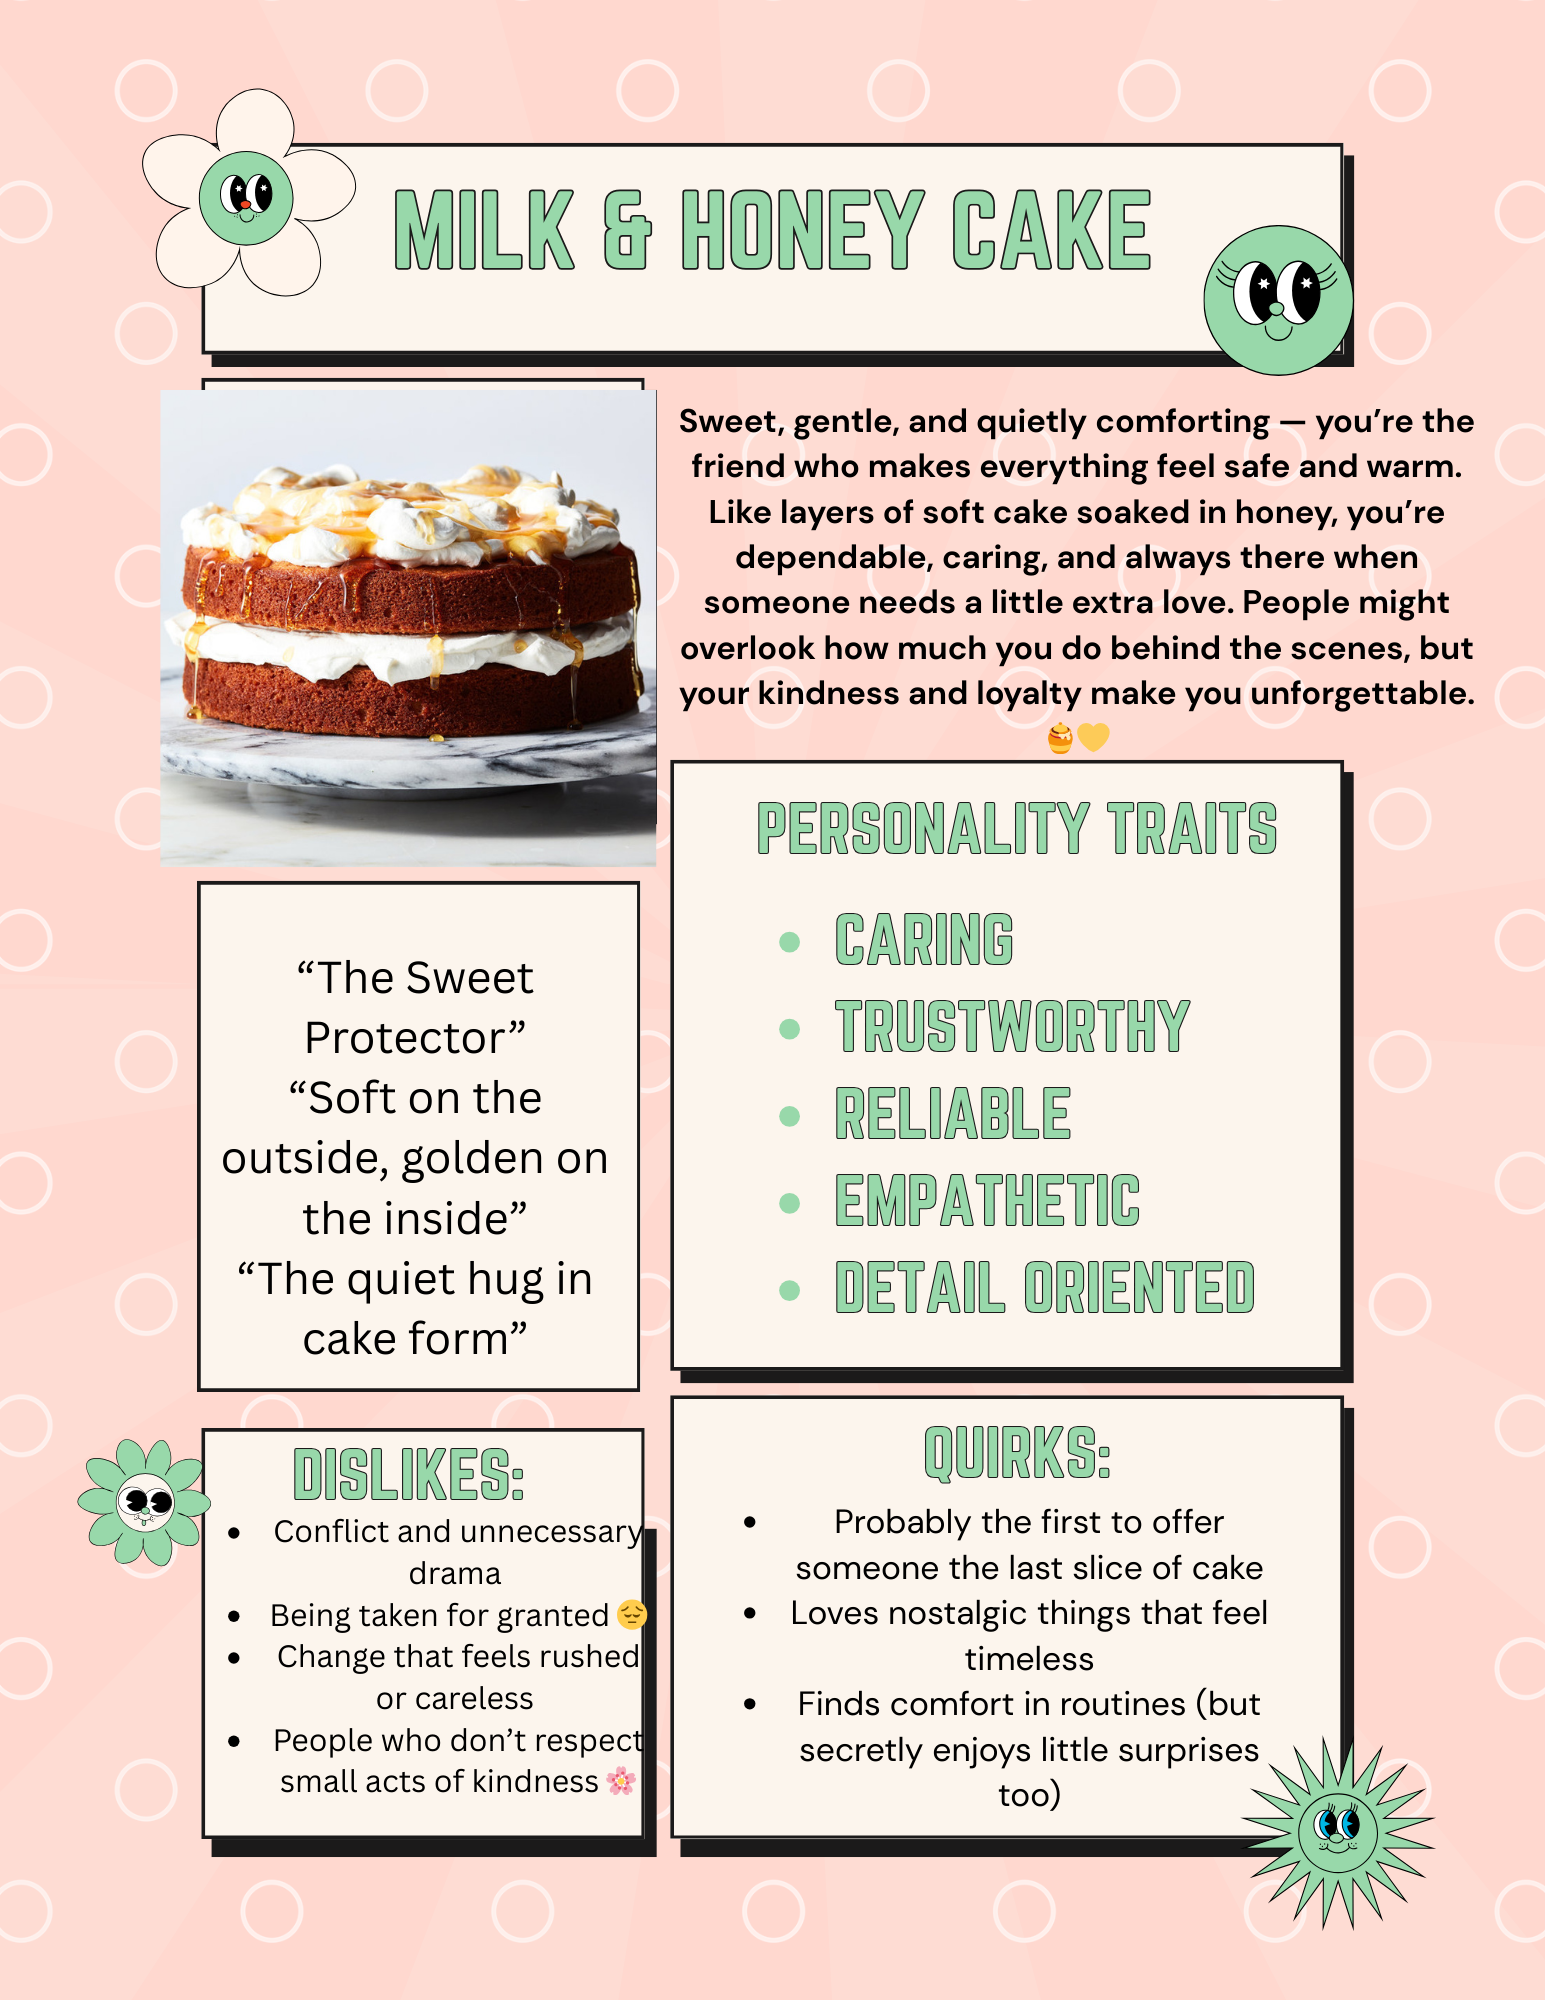 MILK & HONEY CAKE
Sweet, gentle, and quietly comforting — you’re the
friend who makes everything feel safe and warm.
Like layers of soft cake soaked in honey, you’re
dependable, caring, and always there when
someone needs a little extra love. People might
overlook how much you do behind the scenes, but
your kindness and loyalty make you unforgettable.
🍯💛
PERSONALITY TRAITS
• CARING
• TRUSTWORTHY
• RELIABLE
• EMPATHETIC
• DETAIL ORIENTED
“The Sweet
Protector”
“Soft on the
outside, golden on
the inside”
“The quiet hug in
cake form”
DISLIKES:
• Conflict and unnecessary
drama
• Being taken for granted 😔
• Change that feels rushed
or careless
• People who don’t respect
small acts of kindness 🌸
QUIRKS:
• Probably the first to offer
someone the last slice of cake
• Loves nostalgic things that feel
timeless
• Finds comfort in routines (but
secretly enjoys little surprises
too)